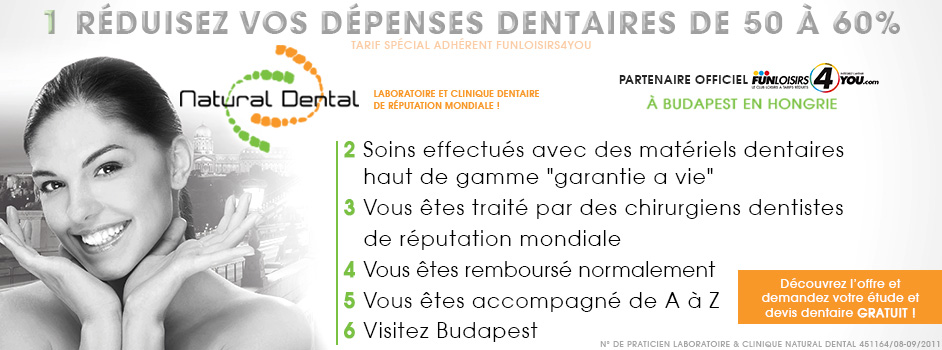 1 RÉDUISEZ VOS DÉPENSES DENTAIRES DE 50 À 60%
TARIF SPÉCIAL ADHÉRENT FUNLOISIRS4YOU
Natural Dental
LABORATOIRE ET CLINIQUE DENTAIRE
DE RÉPUTATION MONDIALE !
PARTENAIRE OFFICIEL FUNLOISIRS 4 YOU.com
LE CLUB LOISIRS A TARIFS RÉDUITS
À BUDAPEST EN HONGRIE
2 Soins effectués avec des matériels dentaires
haut de gamme "garantie a vie"
3 Vous êtes traité par des chirurgiens dentistes
de réputation mondiale
4 Vous êtes remboursé normalement
5 Vous êtes accompagné de A à Z
6 Visitez Budapest
Découvrez l'offre et
demandez votre étude et
devis dentaire GRATUIT !
N° DE PRATICIEN LABORATOIRE & CLINIQUE NATURAL DENTAL 451164/08-09/2011